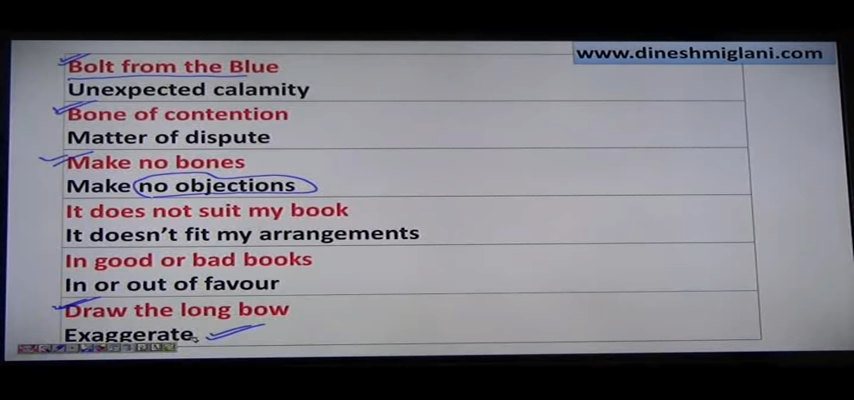 www.dineshmiglani.com
Bolt from the Blue
Unexpected calamity
Bone of contention
Matter of dispute
Make no bones
Make no objections
It does not suit my book
It doesn't fit my arrangements
In good or bad books
In or out of favour
Draw the long bow
Exaggerate